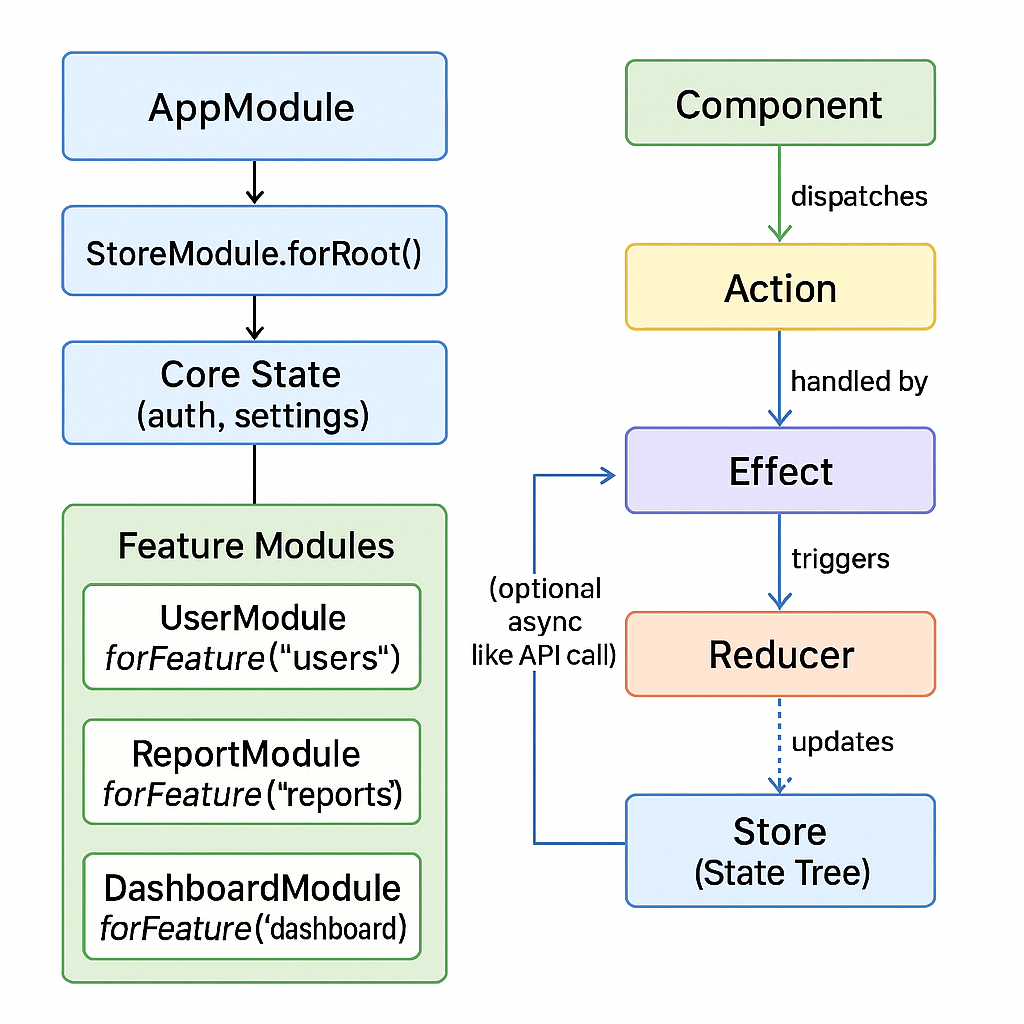 AppModule
StoreModule.forRoot()
Core State
(auth, settings)
Feature Modules
UserModule
forFeature("users")
ReportModule
forFeature("reports')
DashboardModule
forFeature('dashboard)
Component
dispatches
Action
handled by
Effect
triggers
(optional
async
like API call)
Reducer
updates
Store
(State Tree)